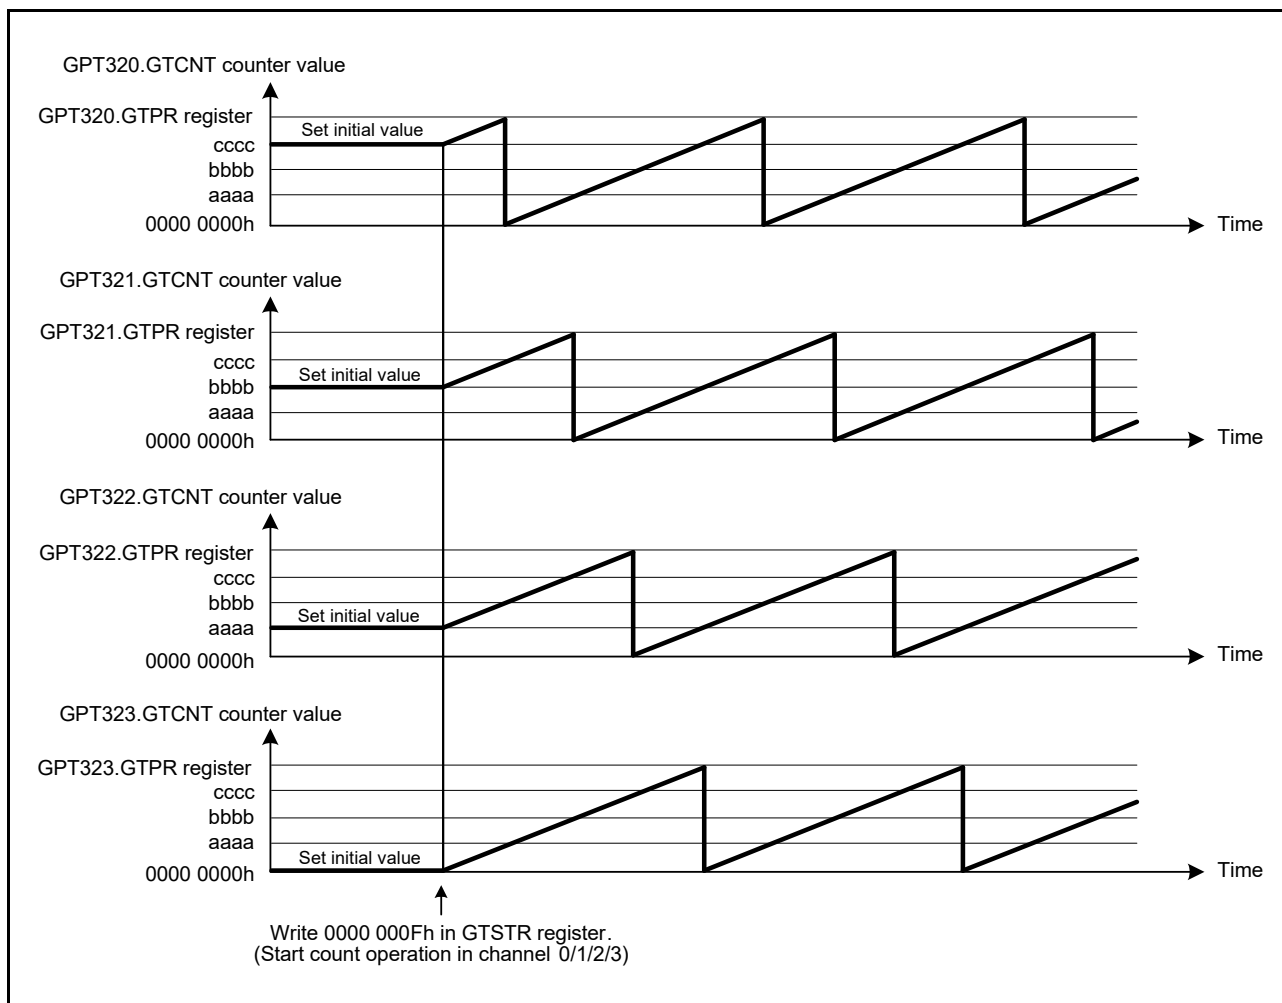 GPT320.GTCNT counter value
GPT320.GTPR register
Set initial value
cccc
bbbb
aaaa
0000 0000h
Time
GPT321.GTCNT counter value
GPT321.GTPR register
cccc
Set initial value
bbbb
aaaa
0000 0000h
Time
GPT322.GTCNT counter value
GPT322.GTPR register
cccc
bbbb
Set initial value
aaaa
0000 0000h
Time
GPT323.GTCNT counter value
GPT323.GTPR register
cccc
bbbb
aaaa
Set initial value
0000 0000h
Time
Write 0000 000Fh in GTSTR register.
(Start count operation in channel 0/1/2/3)